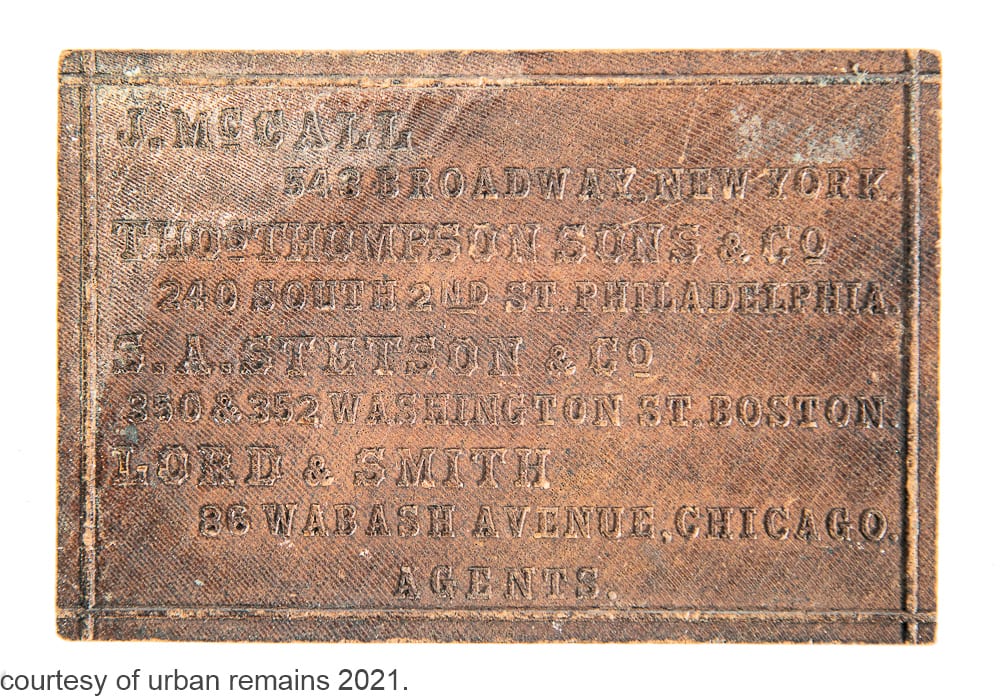 J. McCALL
543 BROADWAY, NEW YORK.
THOS THOMPSON SONS & CO
240 SOUTH 2ND ST. PHILADELPHIA.
S. A. STETSON & CO
350 & 352 WASHINGTON ST. BOSTON.
LORD & SMITH
86 WABASH AVENUE, CHICAGO.
AGENTS.
courtesy of urban remains 2021.